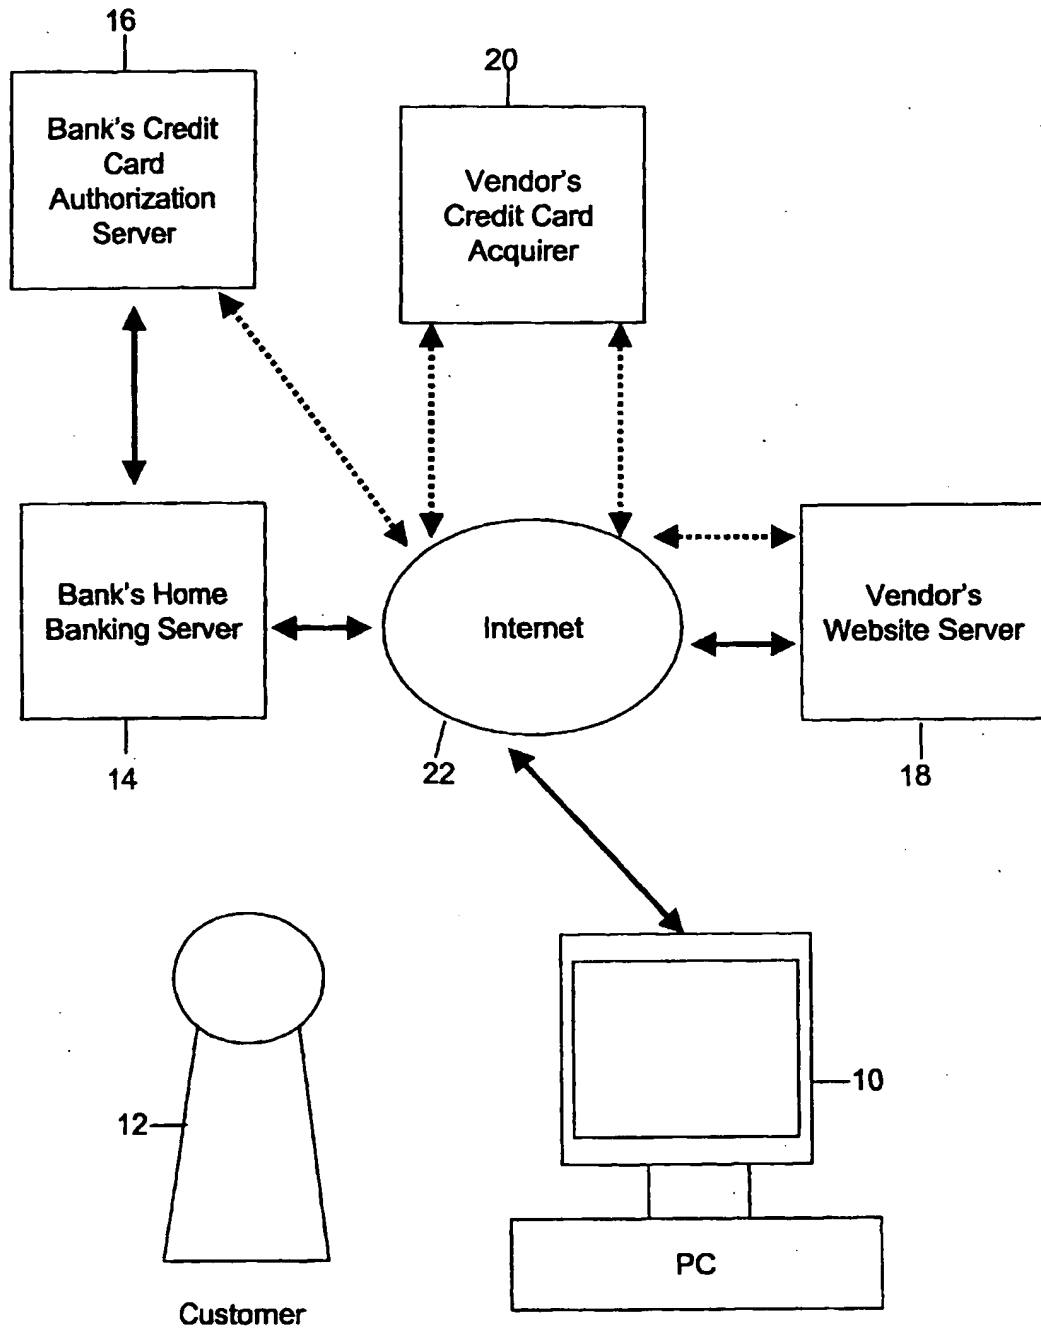 16
20
Bank's Credit
Card
Authorization
Server
Vendor's
Credit Card
Acquirer
Bank's Home
Banking Server
Internet
Vendor's
Website Server
14
22
18
12
10
PC
Customer